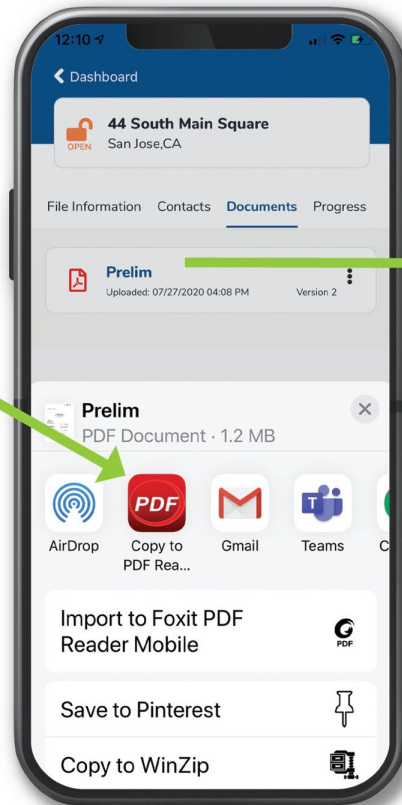 12:10
Dashboard
OPEN
44 South Main Square
San Jose,CA
File Information Contacts Documents Progress
Prelim
Uploaded: 07/27/2020 04:08 PM Version 2
Prelim
PDF Document · 1.2 MB
PDF
AirDrop Copy to PDF Rea... Gmail Teams C
Import to Foxit PDF
Reader Mobile
PDF
Save to Pinterest
Copy to WinZip